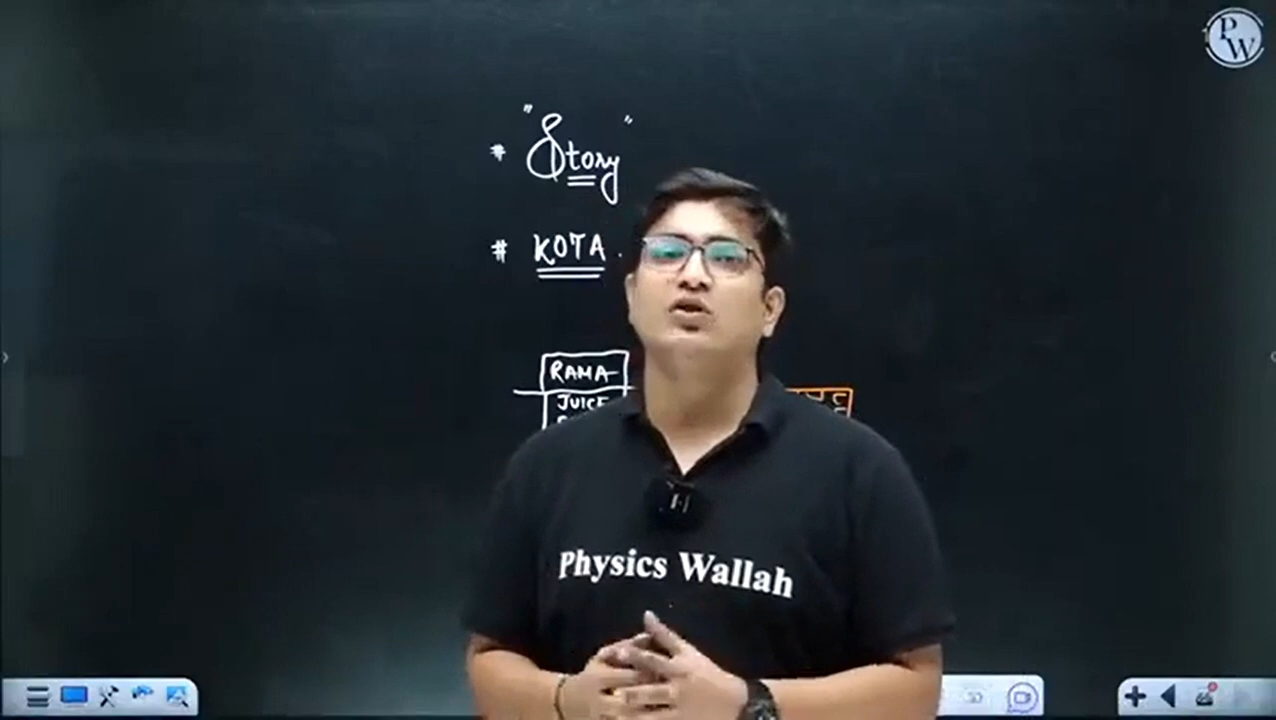 PW
# "Story"
# KOTA
RAMA
JUICE
Physics Wallah